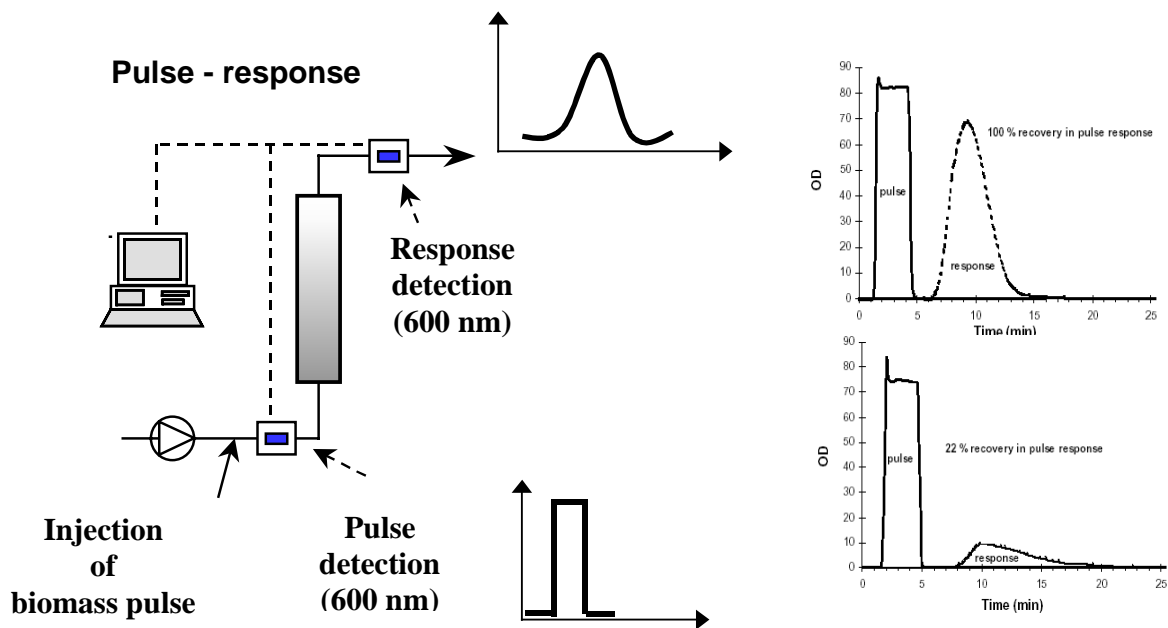 Pulse - response
Response
detection
(600 nm)
Injection
of
biomass pulse
Pulse
detection
(600 nm)
90
80
70
60
50
40
30
20
10
0
OD
100 % recovery in pulse response
pulse
response
0 5 10 15 20 25
Time (min)
90
80
70
60
50
40
30
20
10
0
OD
22 % recovery in pulse response
pulse
response
0 5 10 15 20 25
Time (min)